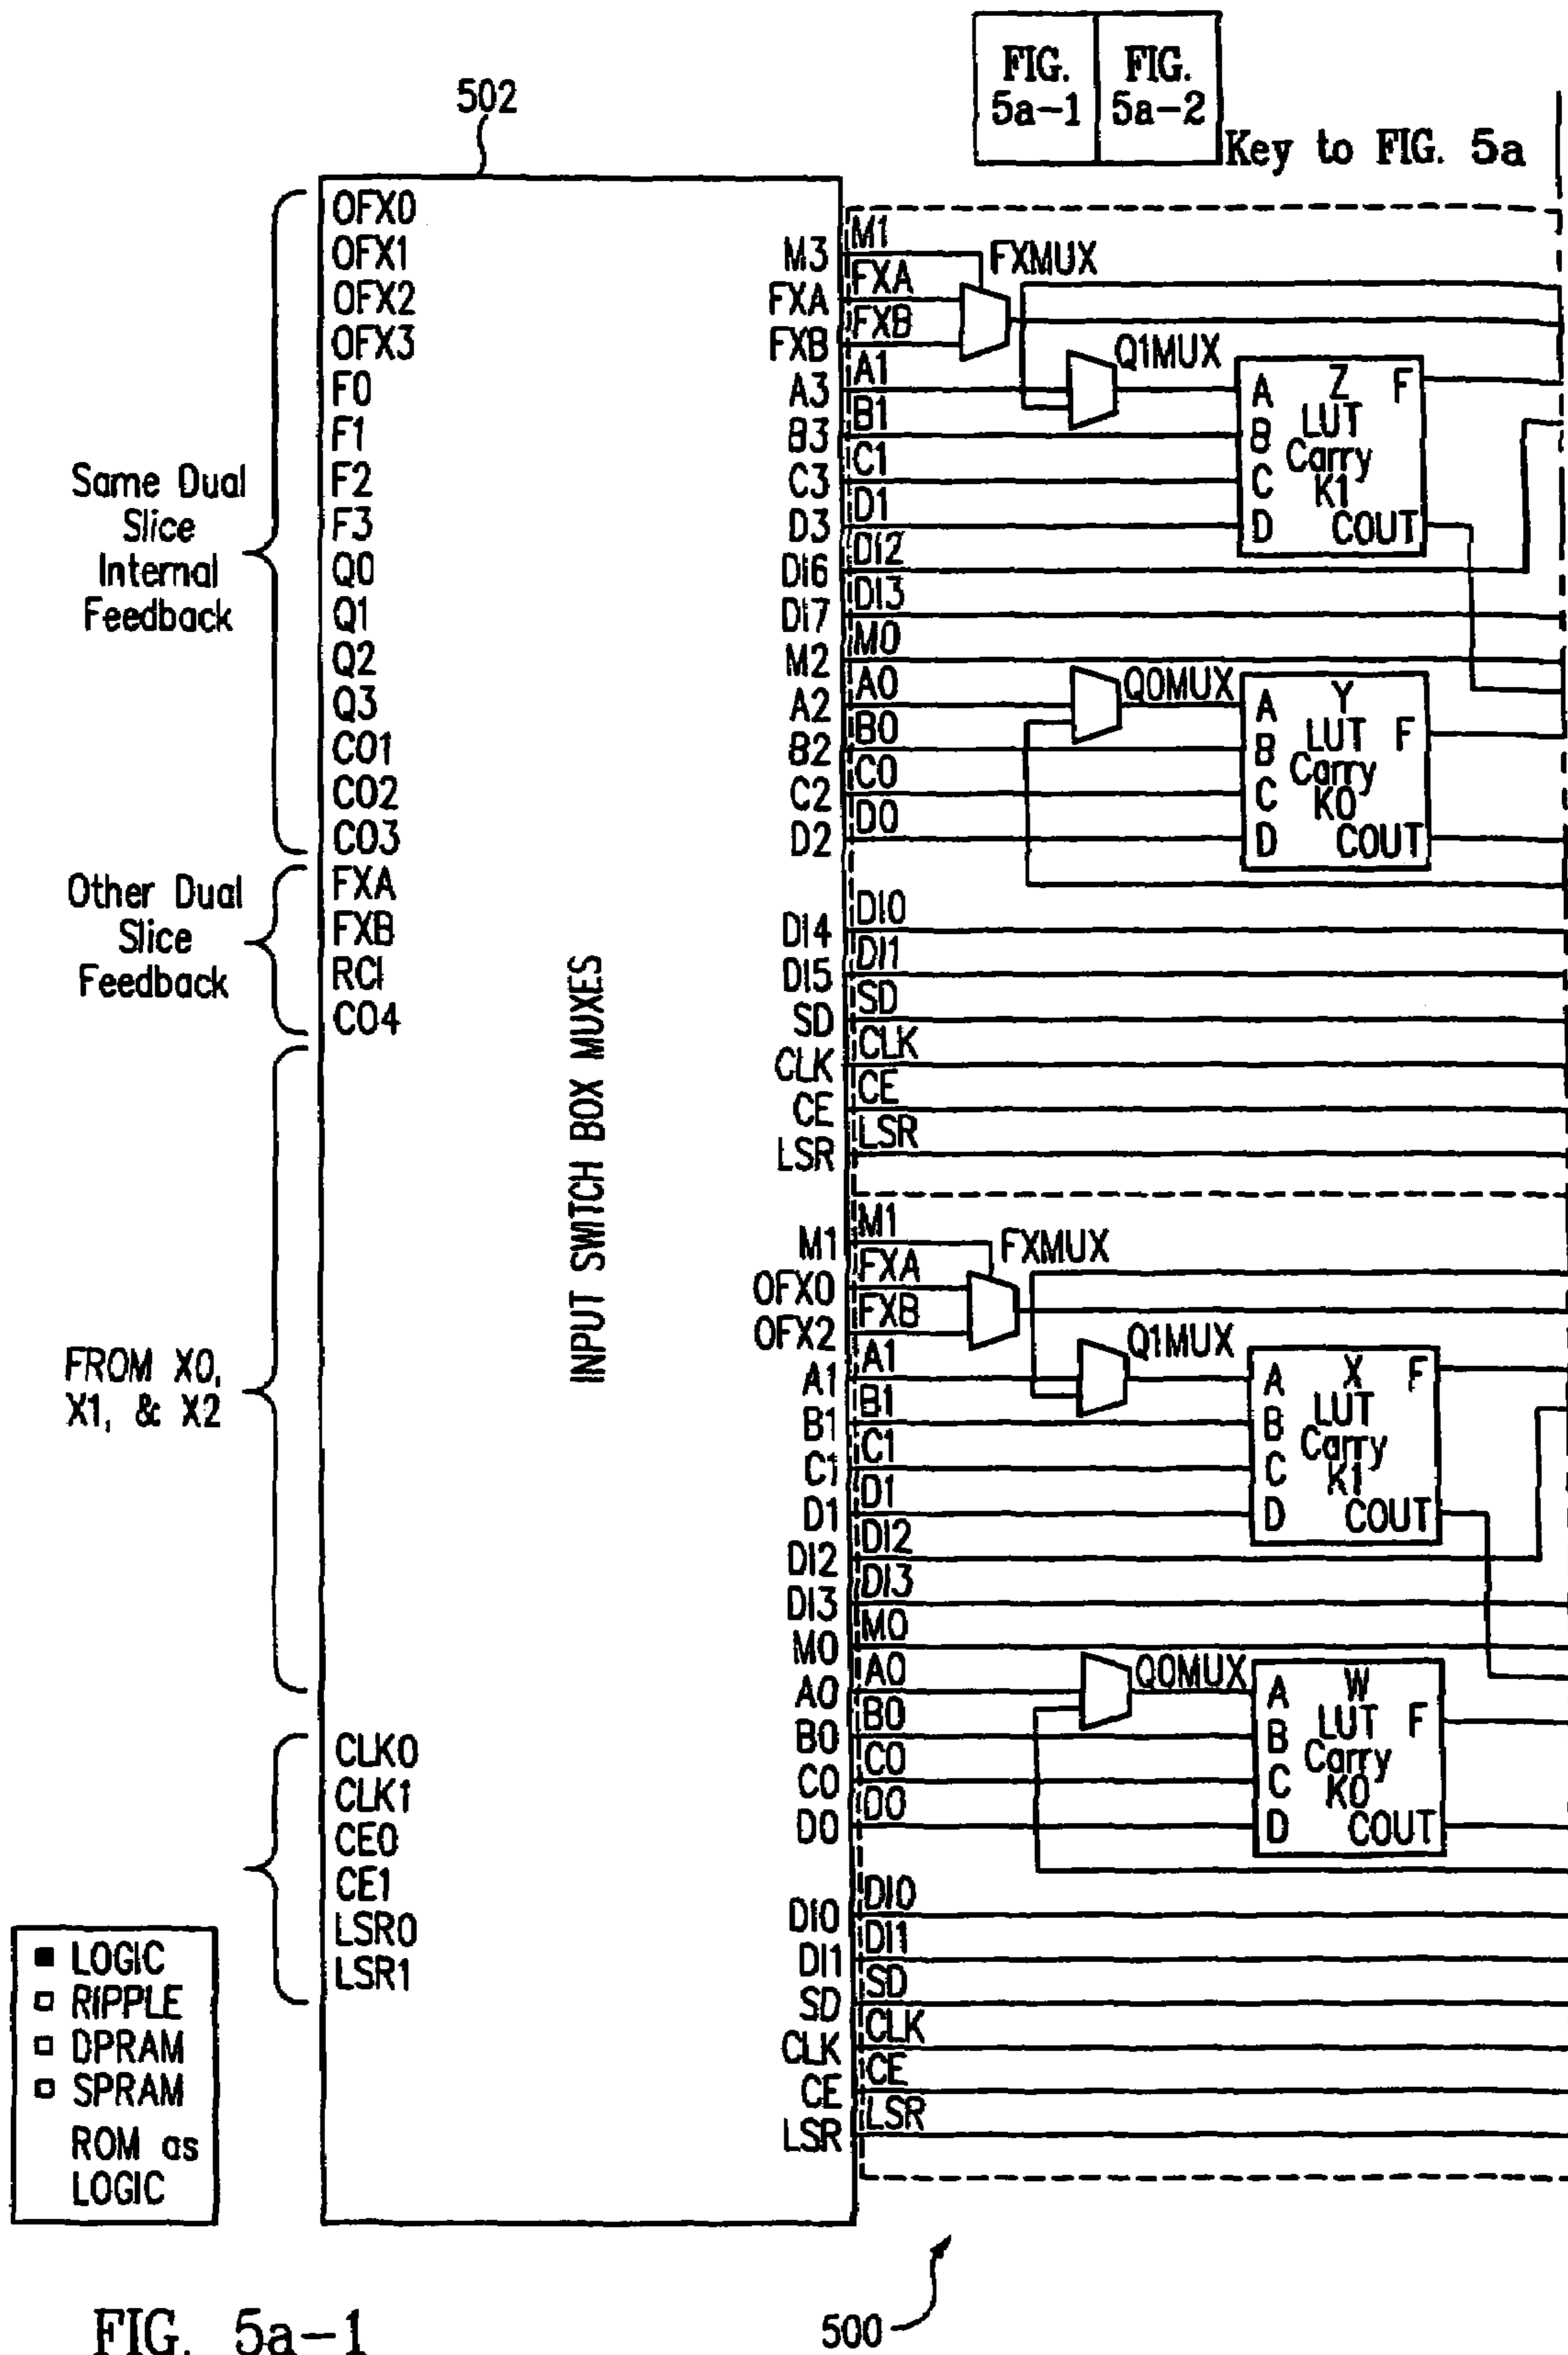 FIG. 5a-1
FIG. 5a-2
Key to FIG. 5a
502
Same Dual Slice Internal Feedback
OFX0
OFX1
OFX2
OFX3
F0
F1
F2
F3
Q0
Q1
Q2
Q3
CO1
CO2
CO3
Other Dual Slice Feedback
FXA
FXB
RCI
CO4
FROM X0, X1, & X2
CLK0
CLK1
CE0
CE1
LSR0
LSR1
INPUT SWITCH BOX MUXES
M3 M1
FXMUX
FXA FXA
FXB FXB
Q1MUX
A3 A1
B3 B1
C3 C1
D3 D1
A Z F
B LUT
Carry
C K1
D COUT
DI6 DI2
DI7 DI3
M2 M0
Q0MUX
A2 A0
B2 B0
C2 C0
D2 D0
A Y F
B LUT
Carry
C K0
D COUT
DI4 DI0
DI5 DI1
SD SD
CLK CLK
CE CE
LSR LSR
M1 M1
FXMUX
OFX0 FXA
OFX2 FXB
Q1MUX
A1 A1
B1 B1
C1 C1
D1 D1
A X F
B LUT
Carry
C K1
D COUT
DI2 DI2
DI3 DI3
M0 M0
Q0MUX
A0 A0
B0 B0
C0 C0
D0 D0
A W F
B LUT
Carry
C K0
D COUT
DI0 DI0
DI1 DI1
SD SD
CLK CLK
CE CE
LSR LSR
LOGIC
RIPPLE
DPRAM
SPRAM
ROM as
LOGIC
500
FIG. 5a-1